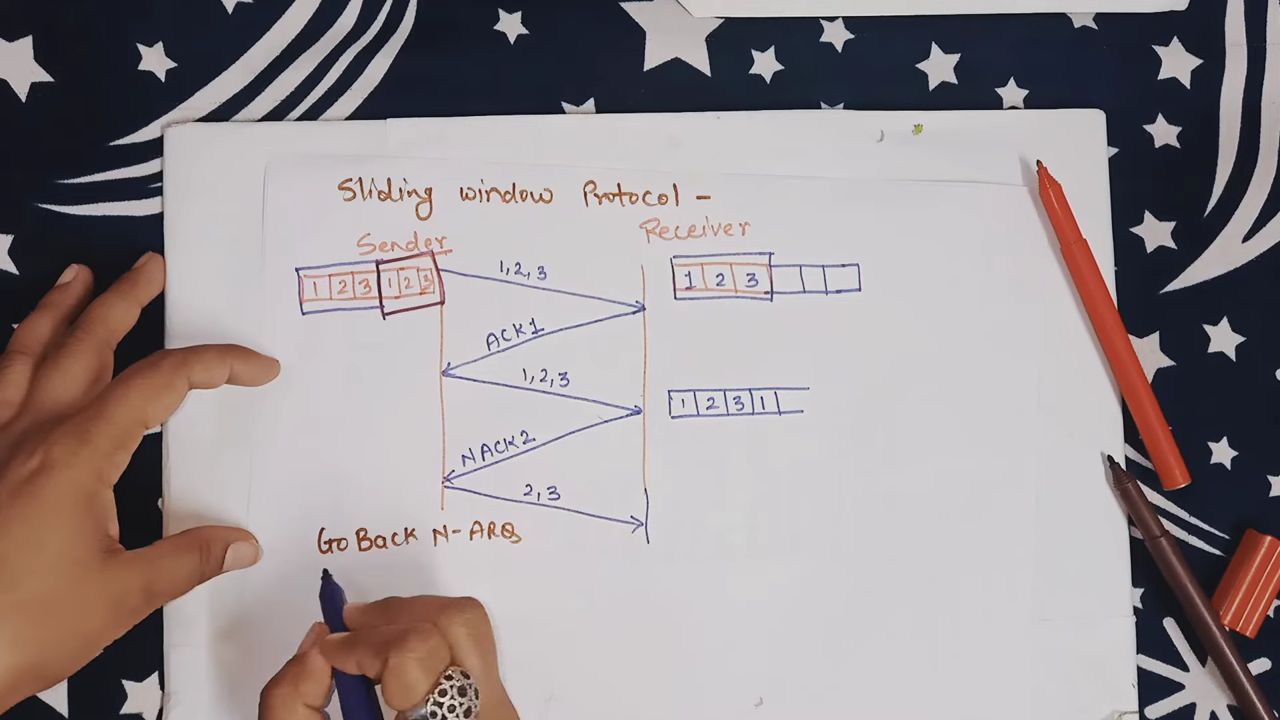 Sliding window Protocol -
Sender
Receiver
1 2 3 1 2 3
1,2,3
1 2 3
ACK1
1,2,3
1 2 3 1
NACK2
2,3
Go Back N-ARQ